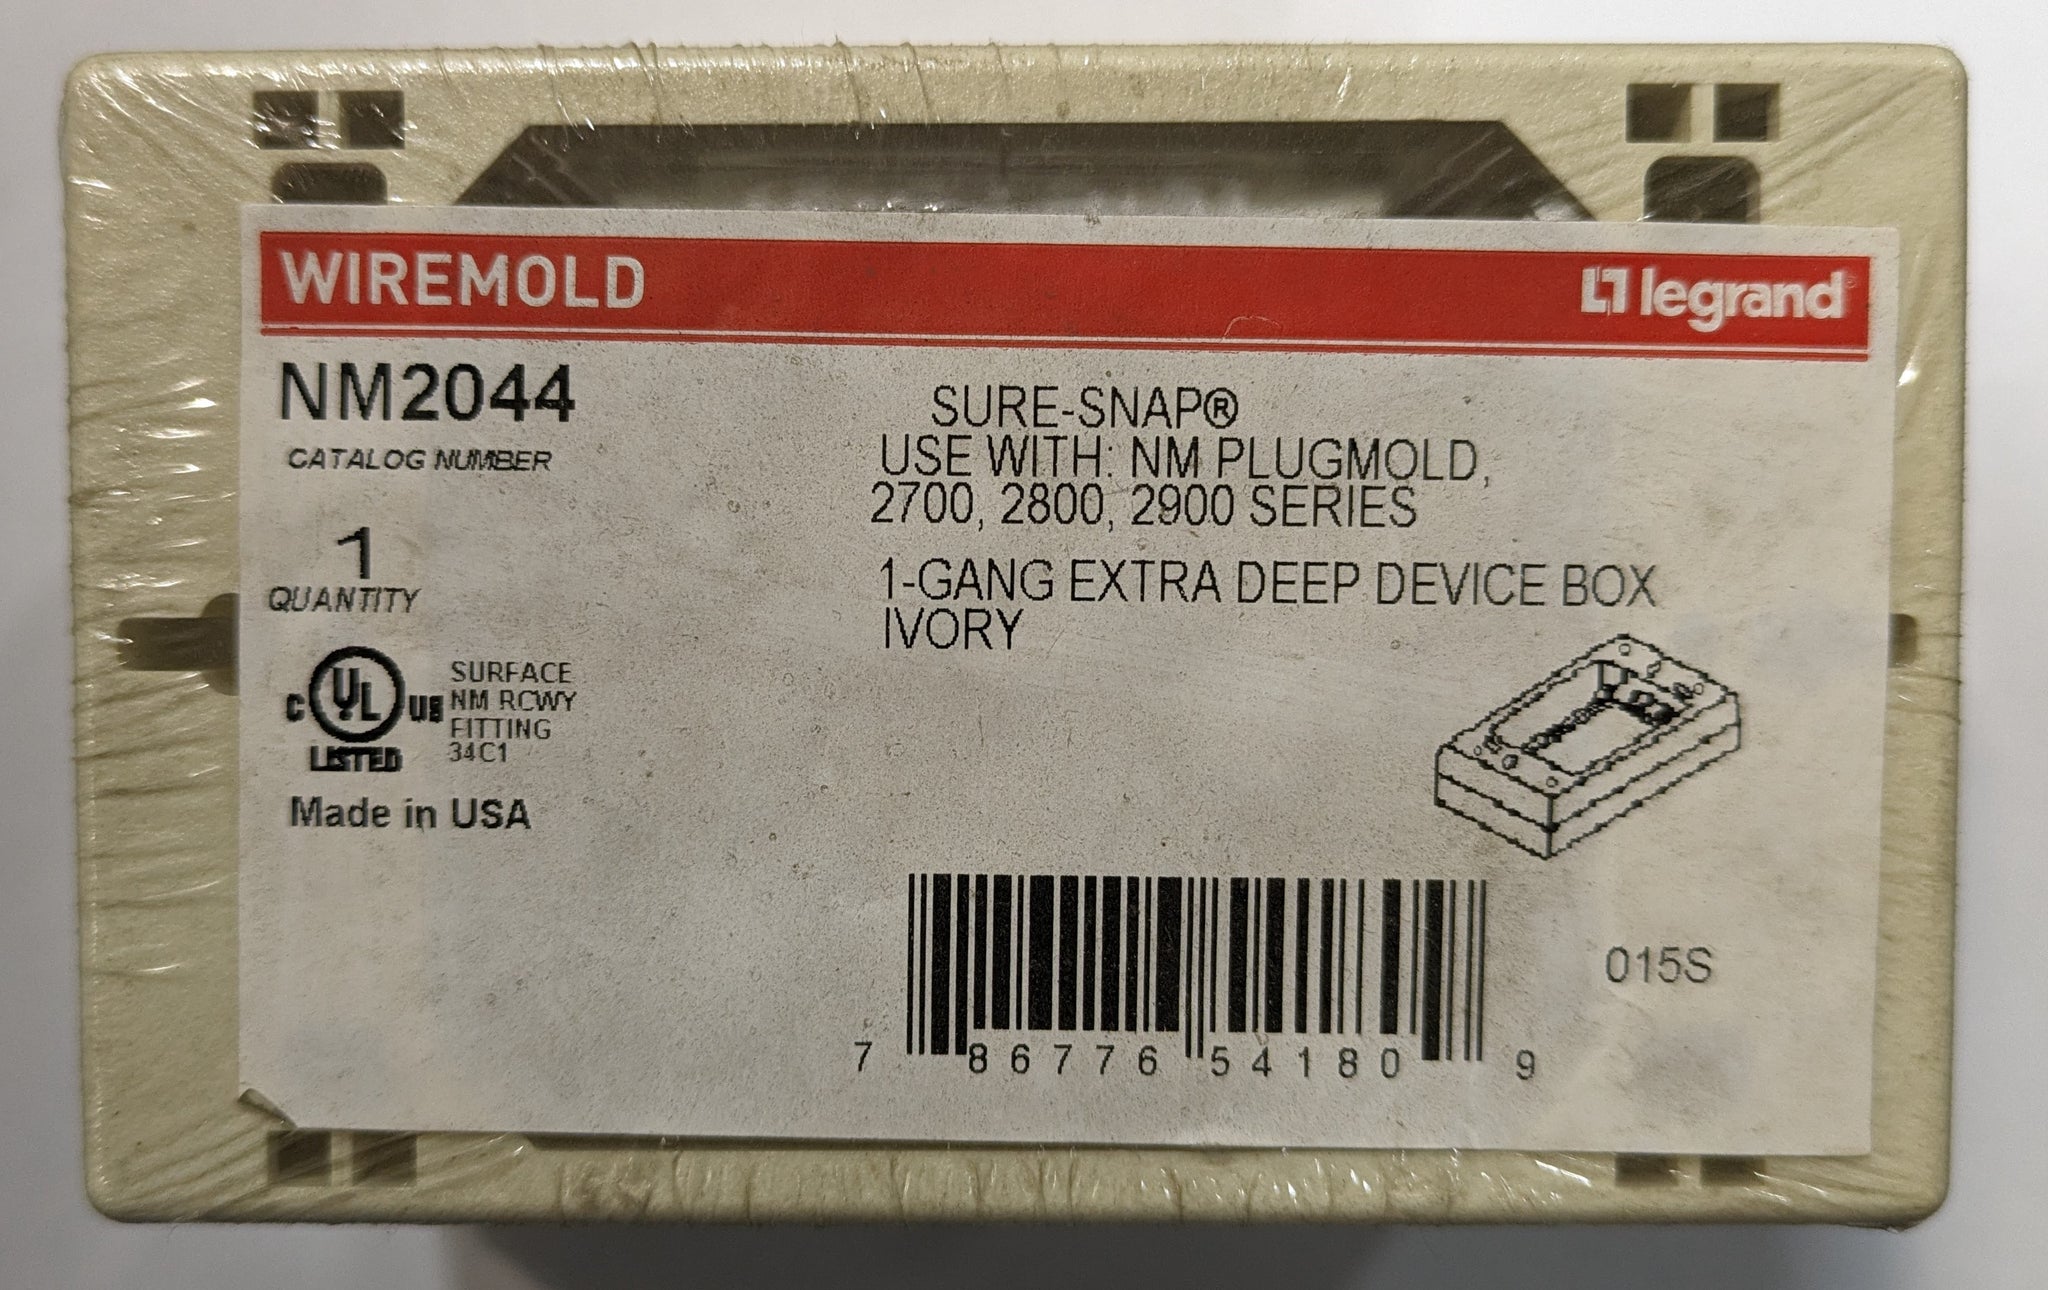 WIREMOLD
legrand
NM2044
CATALOG NUMBER
SURE-SNAP®
USE WITH: NM PLUGMOLD,
2700, 2800, 2900 SERIES
1
QUANTITY
1-GANG EXTRA DEEP DEVICE BOX
IVORY
C UL US
LISTED
SURFACE
NM RCWY
FITTING
34C1
Made in USA
015S
7 86776 54180 9